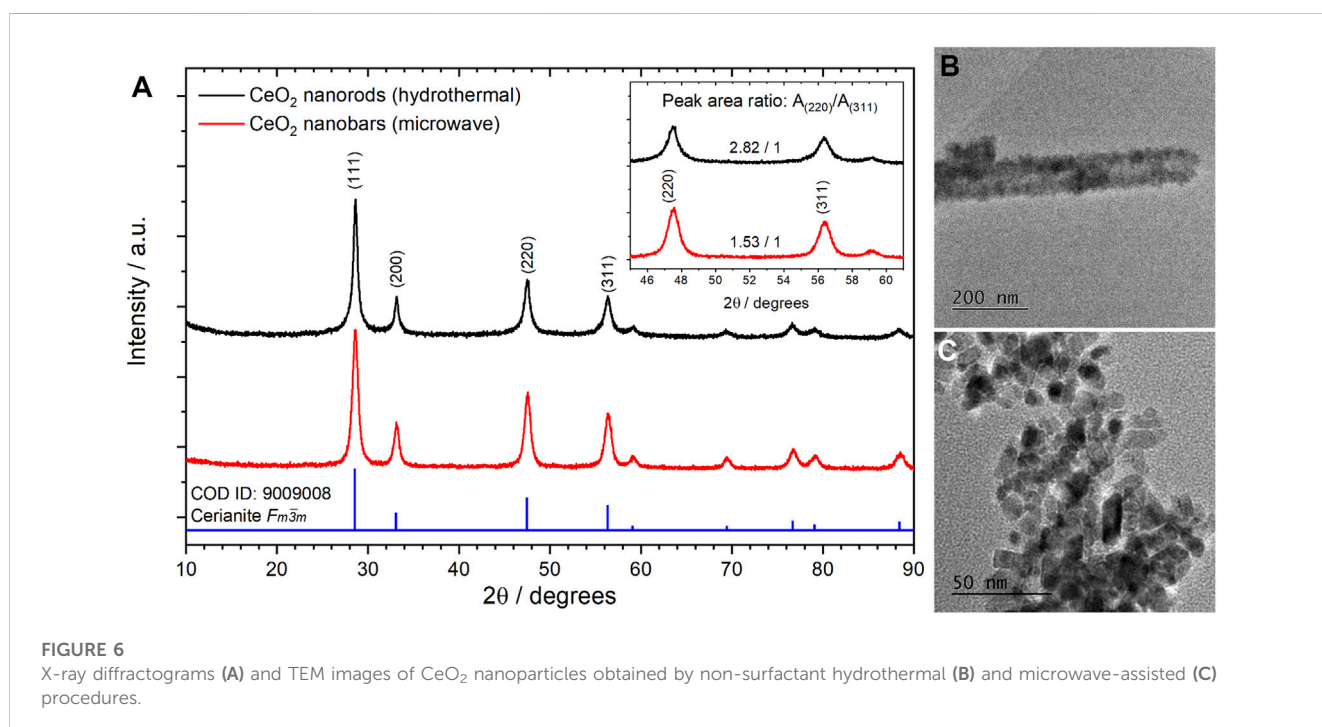 A
CeO₂ nanorods (hydrothermal)
CeO₂ nanobars (microwave)
Peak area ratio: A₍₂₂₀₎/A₍₃₁₁₎
2.82 / 1
(220)
(311)
1.53 / 1
46 48 50 52 54 56 58 60
2θ / degrees
(111)
(200)
(220)
(311)
Intensity / a.u.
COD ID: 9009008
Cerianite Fm3̅m
10 20 30 40 50 60 70 80 90
2θ / degrees
B
200 nm
C
50 nm
FIGURE 6
X-ray diffractograms (A) and TEM images of CeO₂ nanoparticles obtained by non-surfactant hydrothermal (B) and microwave-assisted (C)
procedures.